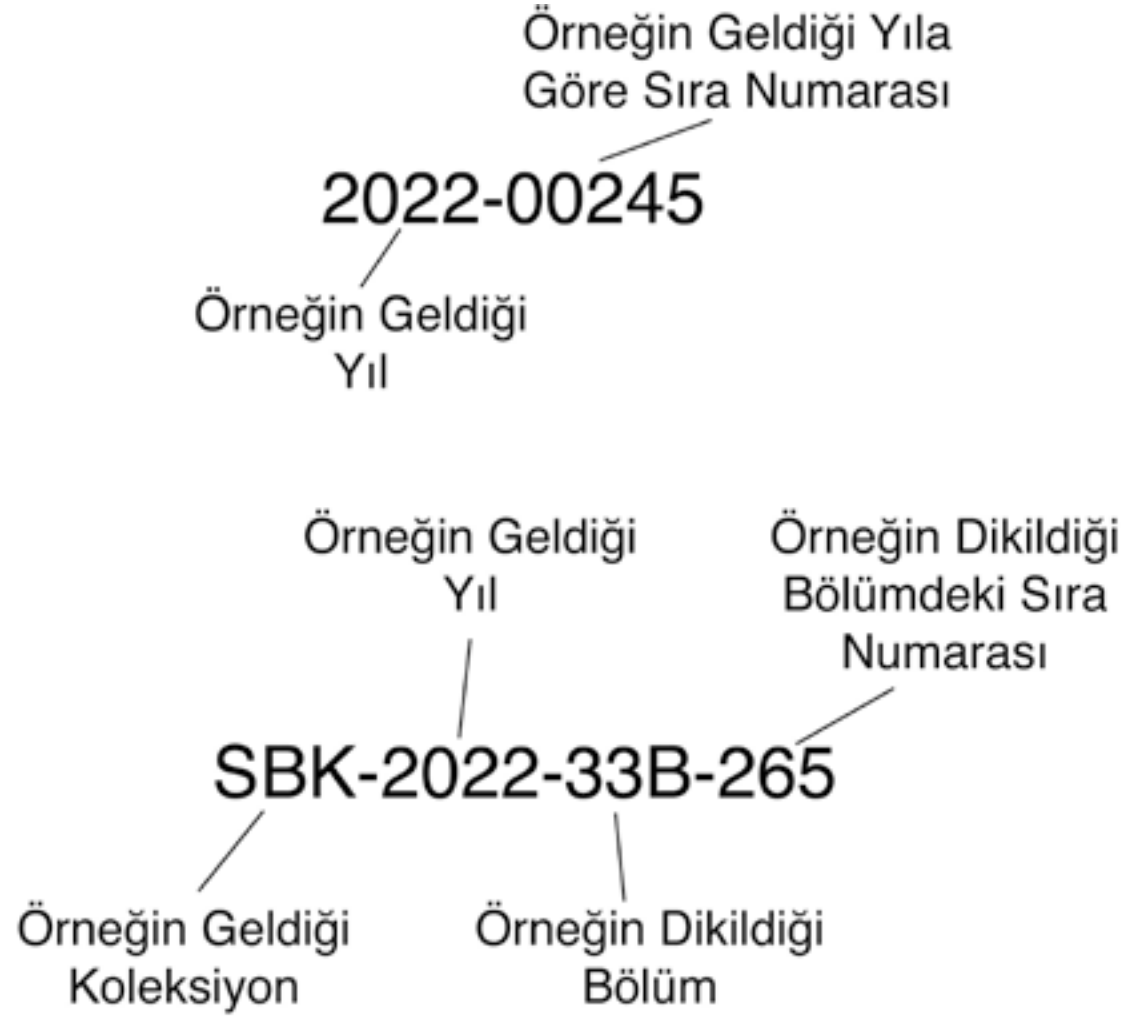 Örneğin Geldiği Yıla
Göre Sıra Numarası
2022-00245
Örneğin Geldiği
Yıl
Örneğin Geldiği
Yıl
Örneğin Dikildiği
Bölümdeki Sıra
Numarası
SBK-2022-33B-265
Örneğin Geldiği
Koleksiyon
Örneğin Dikildiği
Bölüm